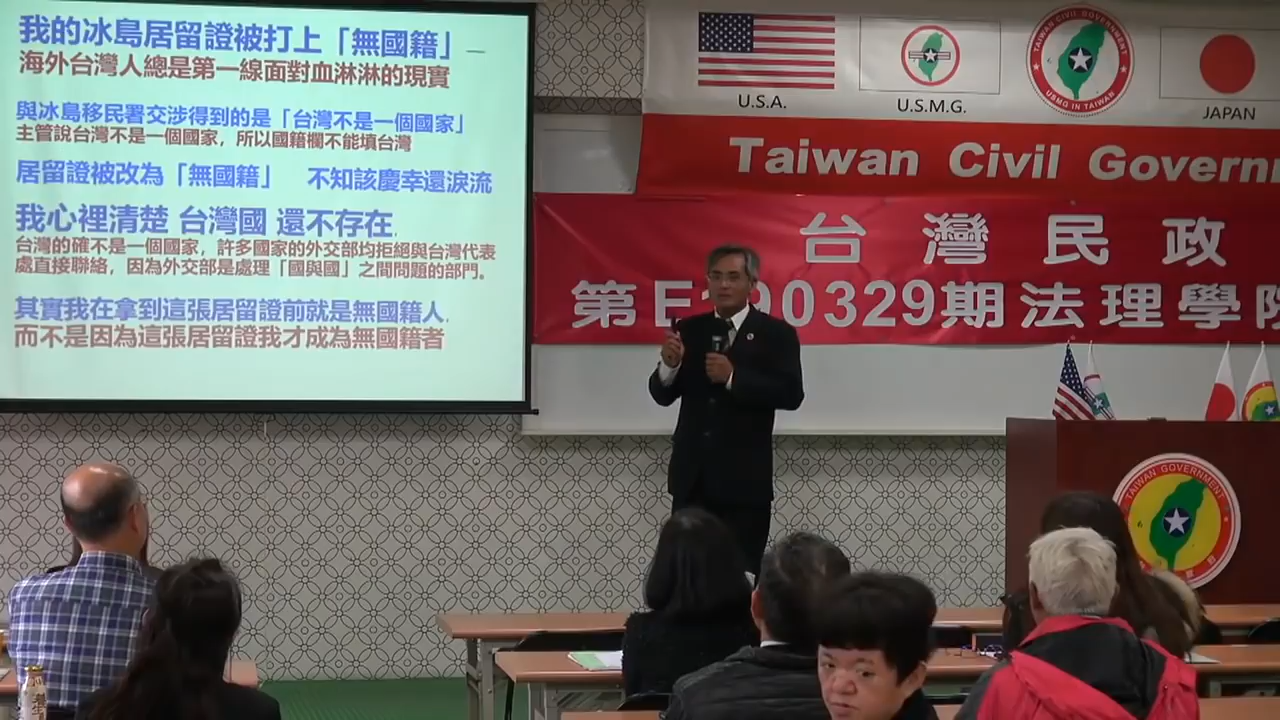 我的冰島居留證被打上「無國籍」—
海外台灣人總是第一線面對血淋淋的現實
與冰島移民署交涉得到的是「台灣不是一個國家」
主管說台灣不是一個國家，所以國籍欄不能填台灣
居留證被改為「無國籍」 不知該慶幸還淚流
我心裡清楚 台灣國 還不存在,
台灣的確不是一個國家，許多國家的外交部均拒絕與台灣代表
處直接聯絡，因為外交部是處理「國與國」之間問題的部門。
其實我在拿到這張居留證前就是無國籍人,
而不是因為這張居留證我才成為無國籍者
U.S.A.
U.S.M.G.
TAIWAN CIVIL GOVERNMENT
USMG IN TAIWAN
JAPAN
Taiwan Civil Governm
台灣民政
第E190329期法理學院
TAIWAN GOVERNMENT